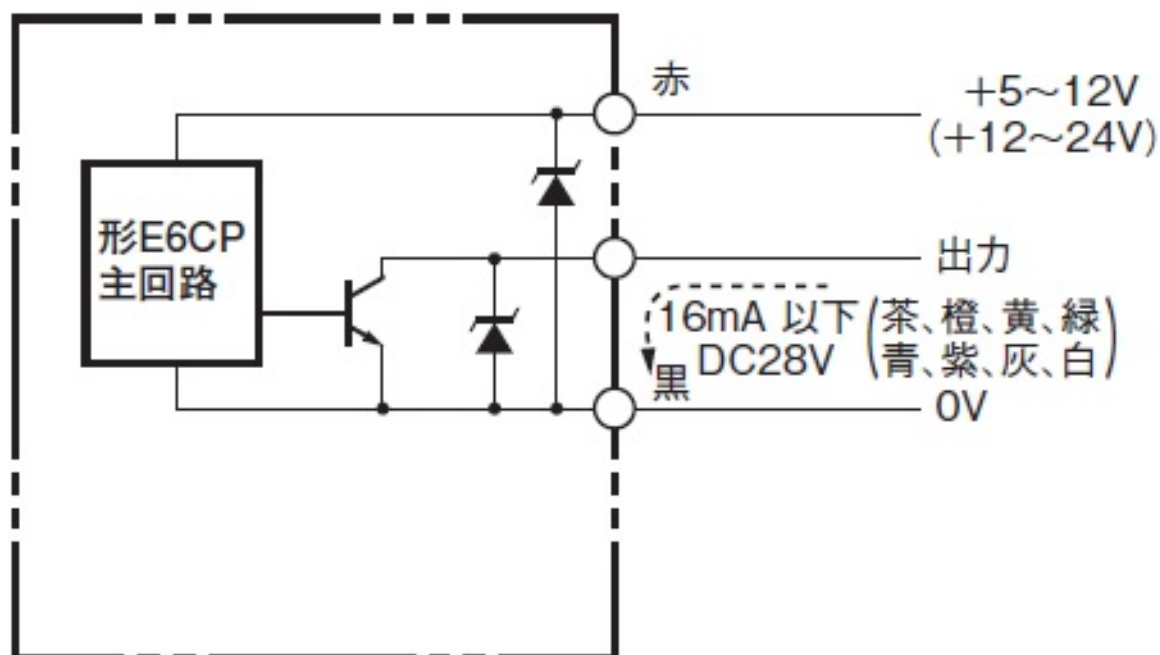 赤
+5〜12V
(+12〜24V)
形E6CP
主回路
出力
16mA 以下
DC28V
(茶、橙、黄、緑
青、紫、灰、白)
黒
0V